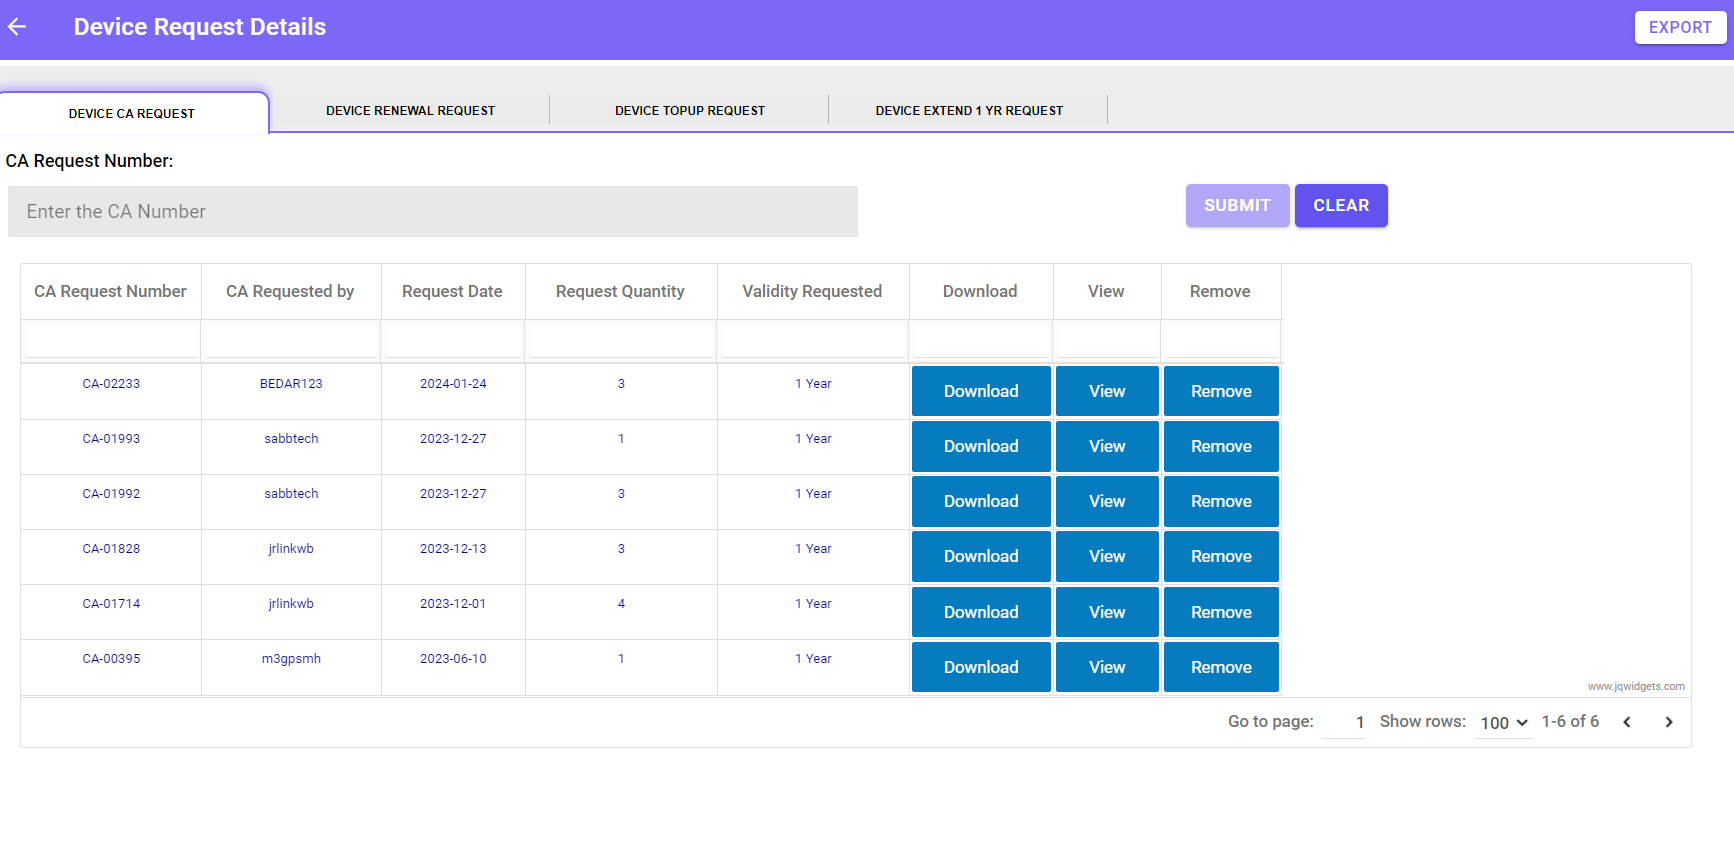 Device Request Details
EXPORT
DEVICE CA REQUEST DEVICE RENEWAL REQUEST DEVICE TOPUP REQUEST DEVICE EXTEND 1 YR REQUEST
CA Request Number:
Enter the CA Number
SUBMIT CLEAR
CA Request Number CA Requested by Request Date Request Quantity Validity Requested Download View Remove
CA-02233 BEDAR123 2024-01-24 3 1 Year Download View Remove
CA-01993 sabbtech 2023-12-27 1 1 Year Download View Remove
CA-01992 sabbtech 2023-12-27 3 1 Year Download View Remove
CA-01828 jrlinkwb 2023-12-13 3 1 Year Download View Remove
CA-01714 jrlinkwb 2023-12-01 4 1 Year Download View Remove
CA-00395 m3gpsmh 2023-06-10 1 1 Year Download View Remove
www.jqwidgets.com
Go to page: 1 Show rows: 100 1-6 of 6